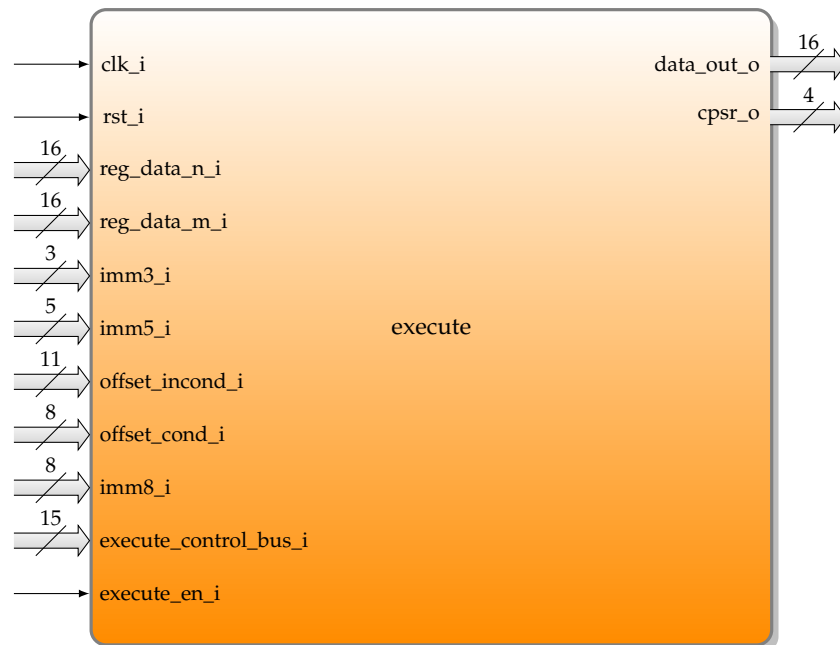 16
clk_i
data_out_o
4
rst_i
cpsr_o
16
reg_data_n_i
16
reg_data_m_i
3
imm3_i
5
imm5_i
execute
11
offset_incond_i
8
offset_cond_i
8
imm8_i
15
execute_control_bus_i
execute_en_i